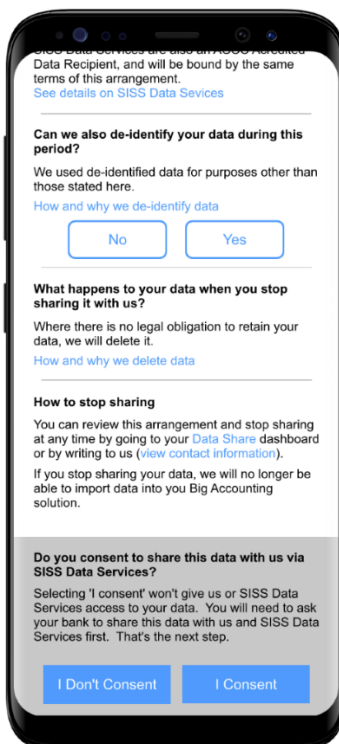 SISS Data Services are also an ACCC Accredited
Data Recipient, and will be bound by the same
terms of this arrangement.
See details on SISS Data Sevices
Can we also de-identify your data during this
period?
We used de-identified data for purposes other than
those stated here.
How and why we de-identify data
No Yes
What happens to your data when you stop
sharing it with us?
Where there is no legal obligation to retain your
data, we will delete it.
How and why we delete data
How to stop sharing
You can review this arrangement and stop sharing
at any time by going to your Data Share dashboard
or by writing to us (view contact information).
If you stop sharing your data, we will no longer be
able to import data into you Big Accounting
solution.
Do you consent to share this data with us via
SISS Data Services?
Selecting 'I consent' won't give us or SISS Data
Services access to your data. You will need to ask
your bank to share this data with us and SISS Data
Services first. That's the next step.
I Don't Consent I Consent